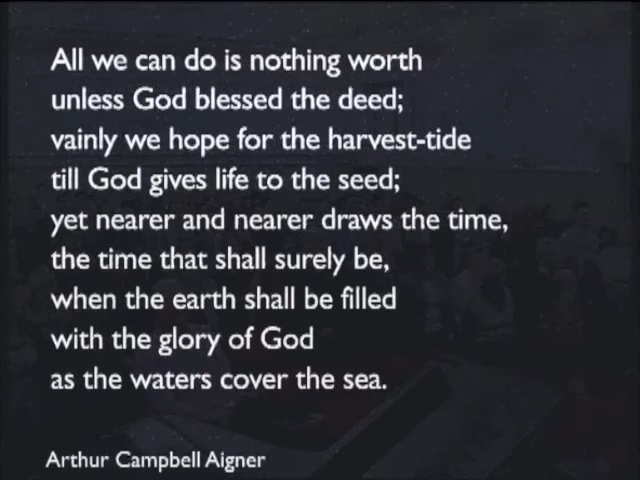 All we can do is nothing worth
unless God blessed the deed;
vainly we hope for the harvest-tide
till God gives life to the seed;
yet nearer and nearer draws the time,
the time that shall surely be,
when the earth shall be filled
with the glory of God
as the waters cover the sea.
Arthur Campbell Aigner